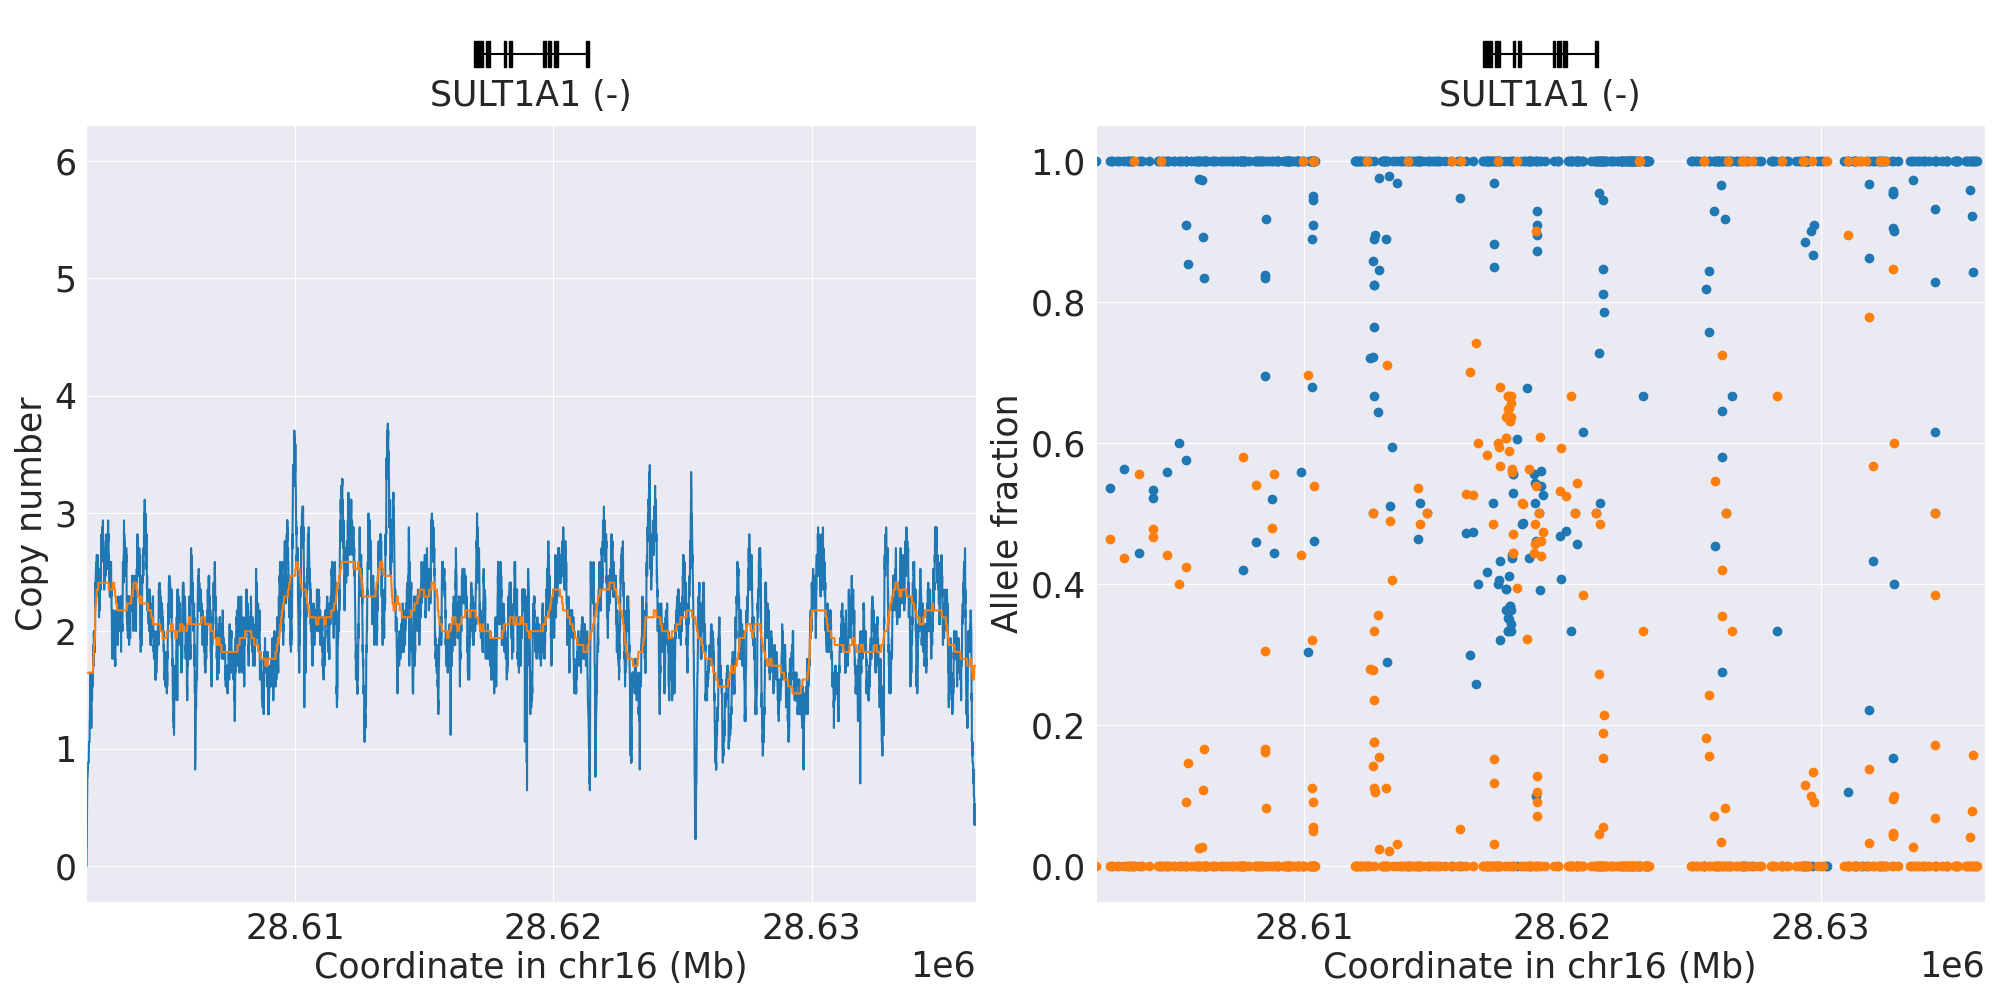 SULT1A1 (-)
6
5
4
3
2
1
0
Copy number
28.61
28.62
28.63
Coordinate in chr16 (Mb)
1e6
SULT1A1 (-)
1.0
0.8
0.6
0.4
0.2
0.0
Allele fraction
28.61
28.62
28.63
Coordinate in chr16 (Mb)
1e6